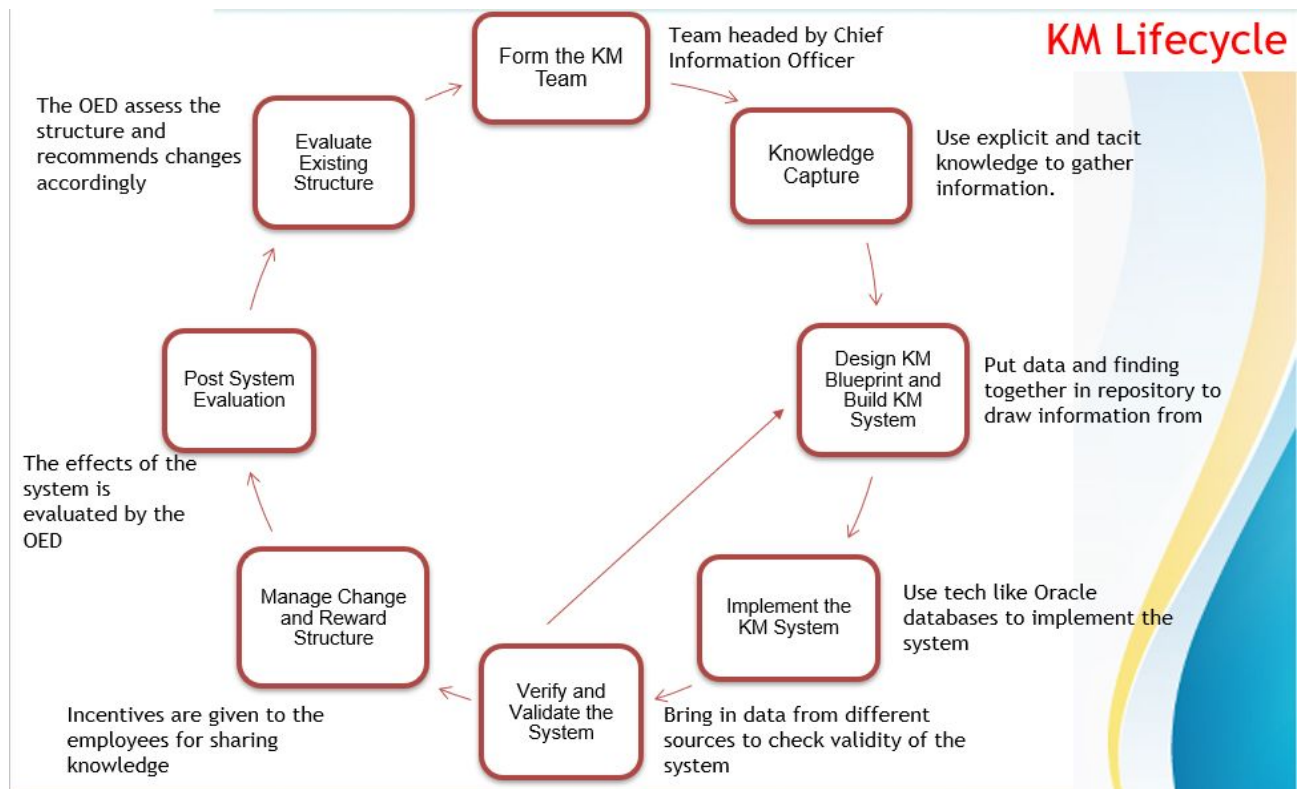 KM Lifecycle
Form the KM
Team
Team headed by Chief
Information Officer
Knowledge
Capture
Use explicit and tacit
knowledge to gather
information.
Design KM
Blueprint and
Build KM
System
Put data and finding
together in repository to
draw information from
Implement the
KM System
Use tech like Oracle
databases to implement the
system
Verify and
Validate the
System
Bring in data from different
sources to check validity of the
system
Manage Change
and Reward
Structure
Incentives are given to the
employees for sharing
knowledge
Post System
Evaluation
The effects of the
system is
evaluated by the
OED
Evaluate
Existing
Structure
The OED assess the
structure and
recommends changes
accordingly